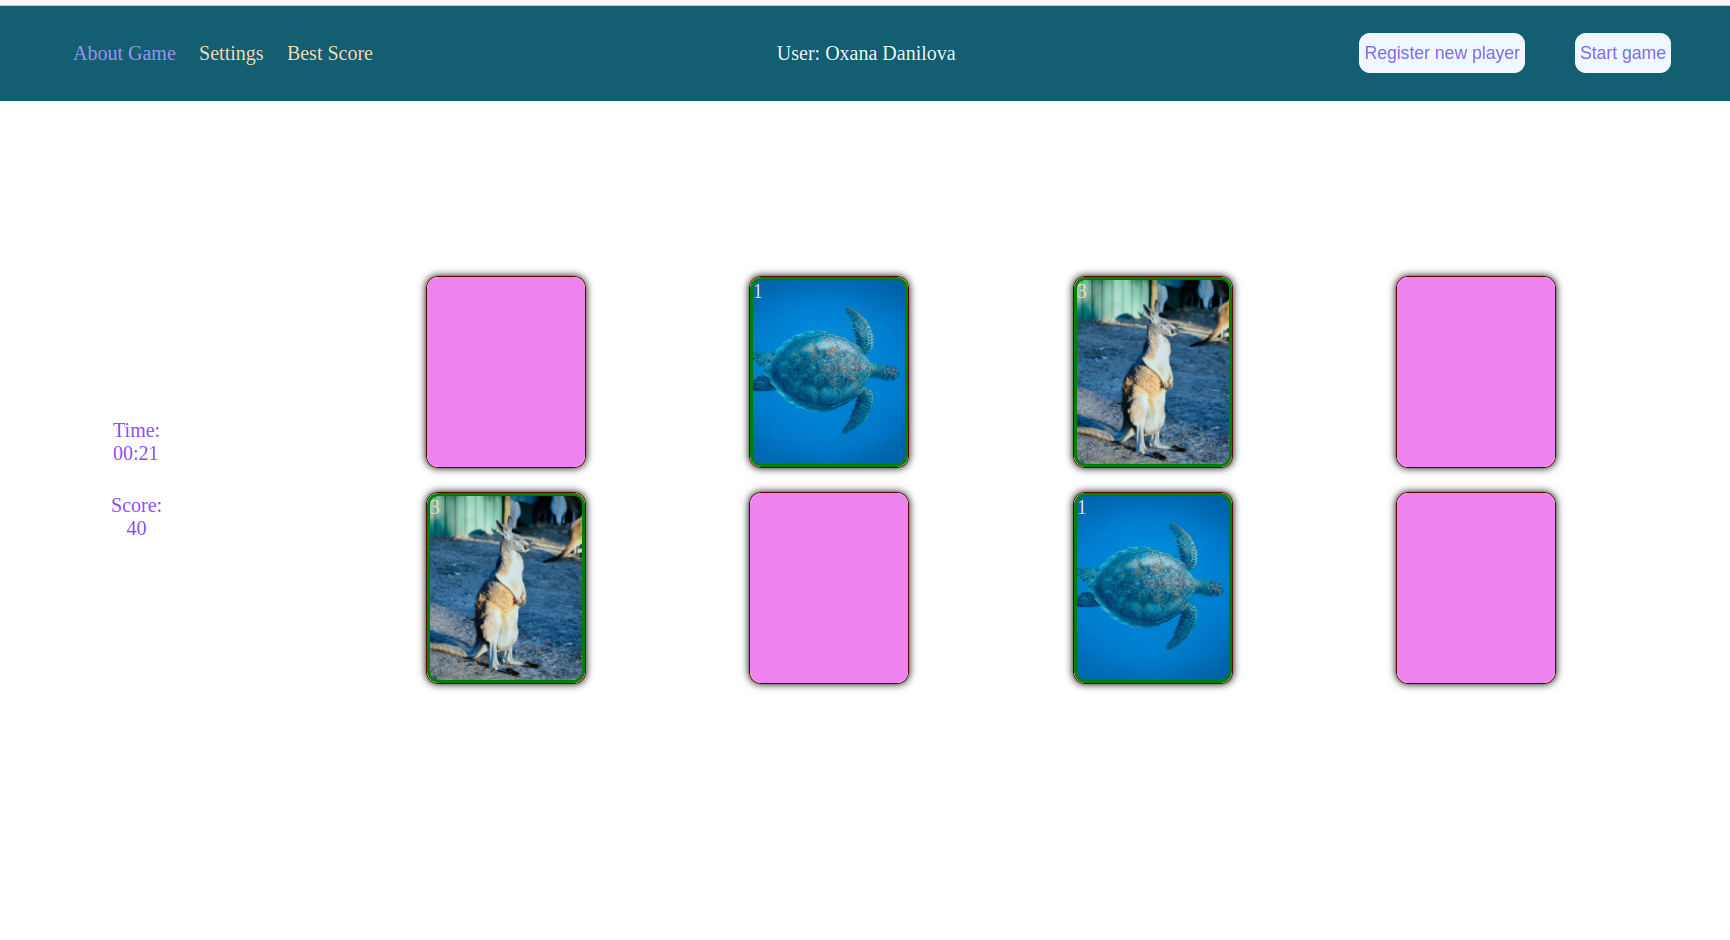 About Game Settings Best Score User: Oxana Danilova Register new player Start game
1 3
Time:
00:21
3 1
Score:
40